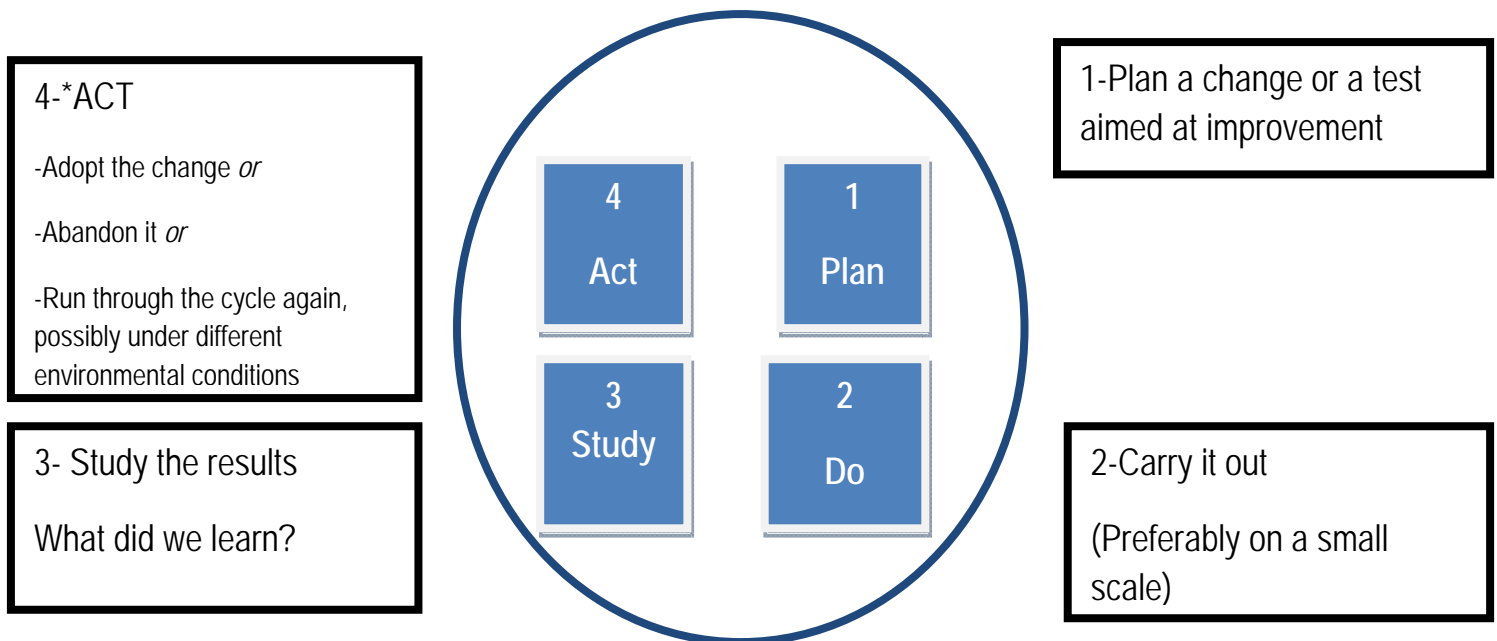 4-*ACT
-Adopt the change or
-Abandon it or
-Run through the cycle again,
possibly under different
environmental conditions
3- Study the results
What did we learn?
4
Act
1
Plan
3
Study
2
Do
1-Plan a change or a test
aimed at improvement
2-Carry it out
(Preferably on a small
scale)